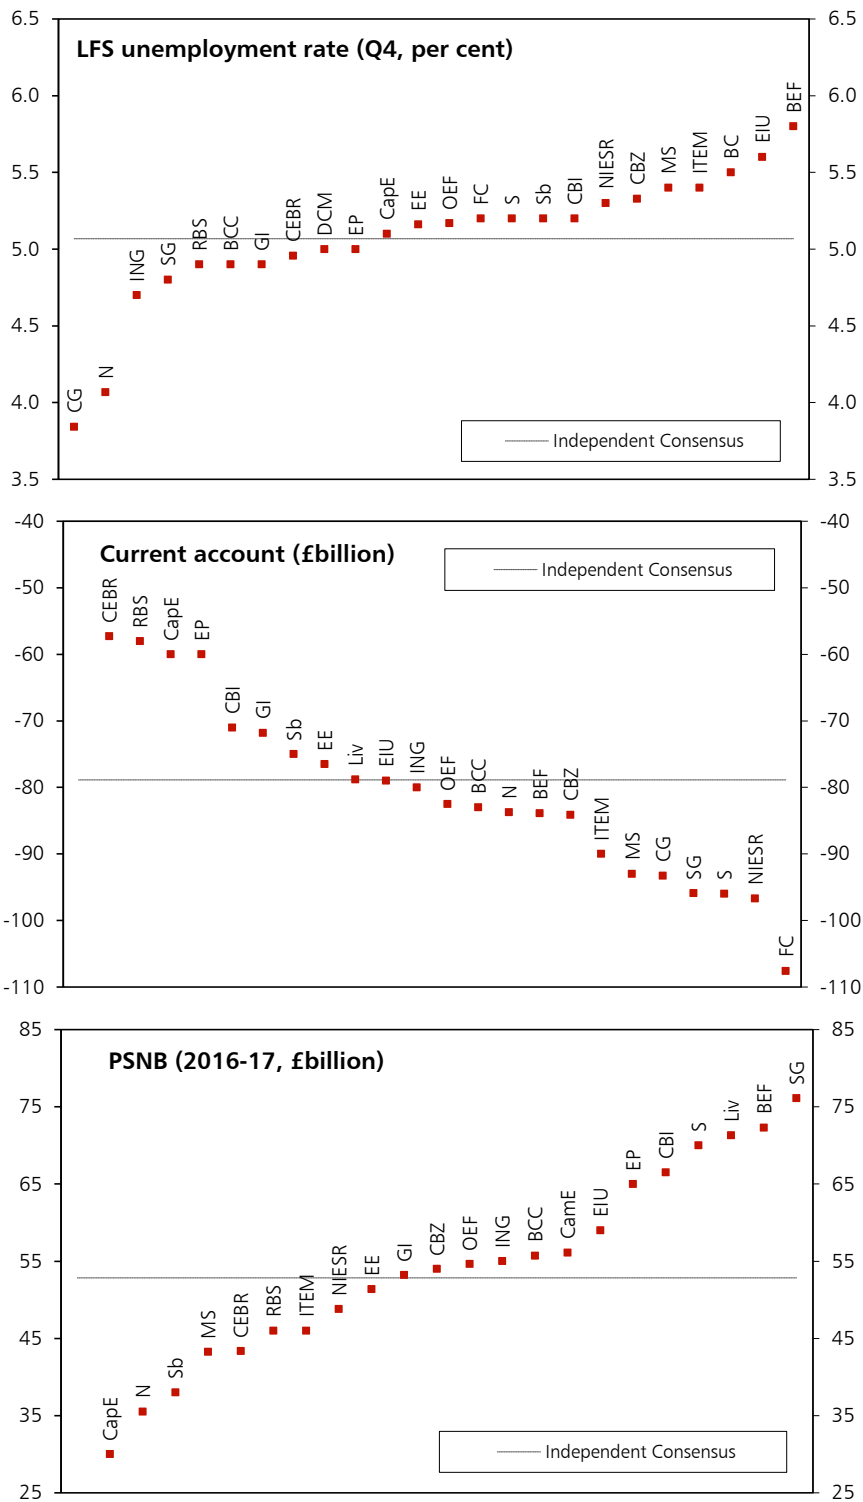 LFS unemployment rate (Q4, per cent)
6.5 6.5
6.0 6.0
5.5 5.5
5.0 5.0
4.5 4.5
4.0 4.0
3.5 3.5
CG N ING SG RBS BCC GI CEBR DCM EP CapE EE OEF FC S Sb CBI NIESR CBZ MS ITEM BC EIU BEF
Independent Consensus
Current account (£billion)
-40 -40
-50 -50
-60 -60
-70 -70
-80 -80
-90 -90
-100 -100
-110 -110
CEBR RBS CapE EP CBI GI Sb EE Liv EIU ING OEF BCC N BEF CBZ ITEM MS CG SG S NIESR FC
Independent Consensus
PSNB (2016-17, £billion)
85 85
75 75
65 65
55 55
45 45
35 35
25 25
CapE N Sb MS CEBR RBS ITEM NIESR EE GI CBZ OEF ING BCC CamE EIU EP CBI S Liv BEF SG
Independent Consensus